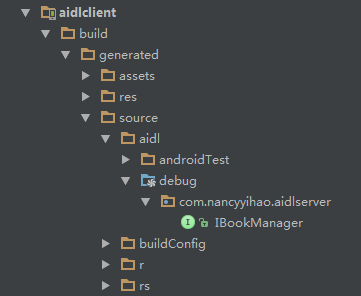 aidlclient
build
generated
assets
res
source
aidl
androidTest
debug
com.nancyyihao.aidlserver
I IBookManager
buildConfig
r
rs